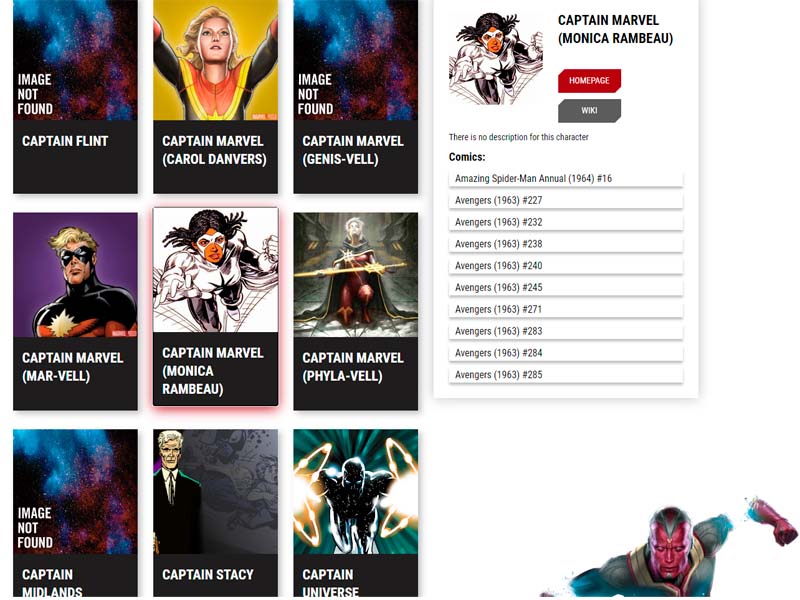 IMAGE
NOT
FOUND
CAPTAIN FLINT
MARVEL.COM
CAPTAIN MARVEL
(CAROL DANVERS)
IMAGE
NOT
FOUND
CAPTAIN MARVEL
(GENIS-VELL)
CAPTAIN MARVEL
(MAR-VELL)
CAPTAIN MARVEL
(MONICA
RAMBEAU)
CAPTAIN MARVEL
(PHYLA-VELL)
IMAGE
NOT
FOUND
CAPTAIN
MIDLANDS
CAPTAIN STACY
CAPTAIN
UNIVERSE
CAPTAIN MARVEL
(MONICA RAMBEAU)
HOMEPAGE
WIKI
There is no description for this character
Comics:
Amazing Spider-Man Annual (1964) #16
Avengers (1963) #227
Avengers (1963) #232
Avengers (1963) #238
Avengers (1963) #240
Avengers (1963) #245
Avengers (1963) #271
Avengers (1963) #283
Avengers (1963) #284
Avengers (1963) #285